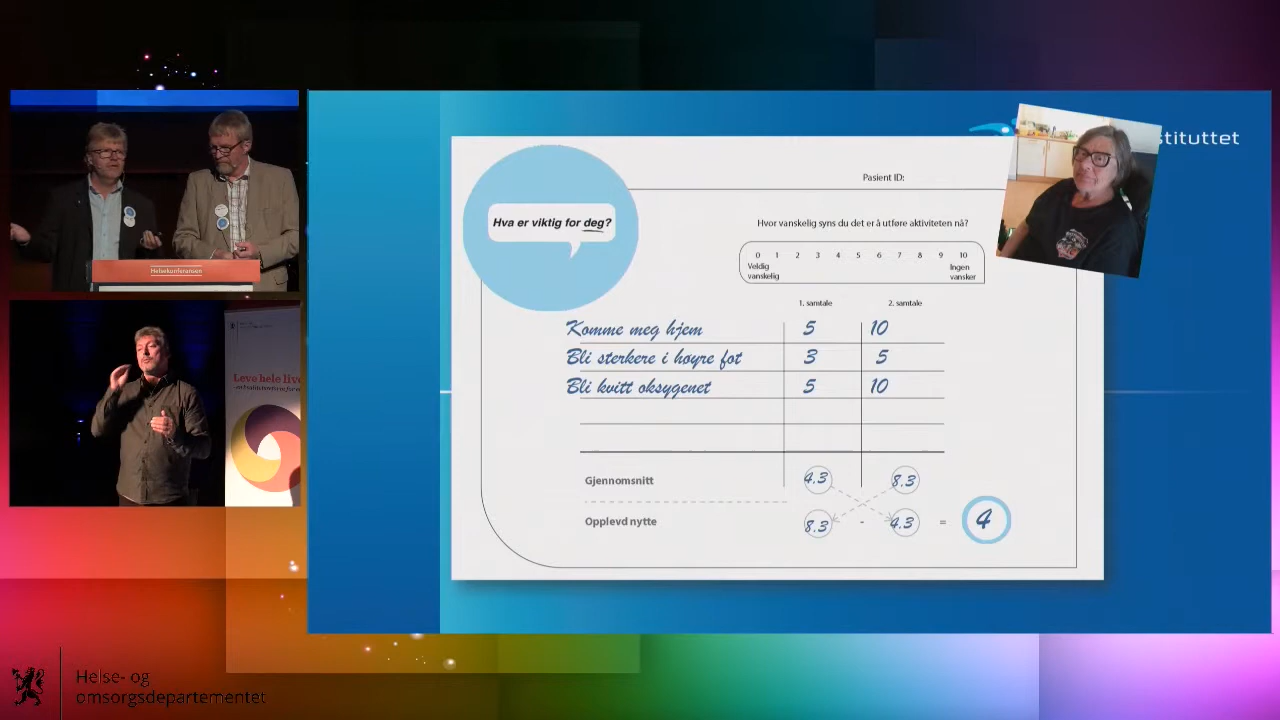 Helsekonferansen
Leve hele live
Helse- og
omsorgsdepartementet
stituttet
Pasient ID:
Hva er viktig for deg?
Hvor vanskelig syns du det er å utføre aktiviteten nå?
0 1 2 3 4 5 6 7 8 9 10
Veldig vanskelig
Ingen vansker
1. samtale 2. samtale
Komme meg hjem 5 10
Bli sterkere i høyre fot 3 5
Bli kvitt oksygenet 5 10
Gjennomsnitt 4.3 8.3
Opplevd nytte 8.3 - 4.3 = 4